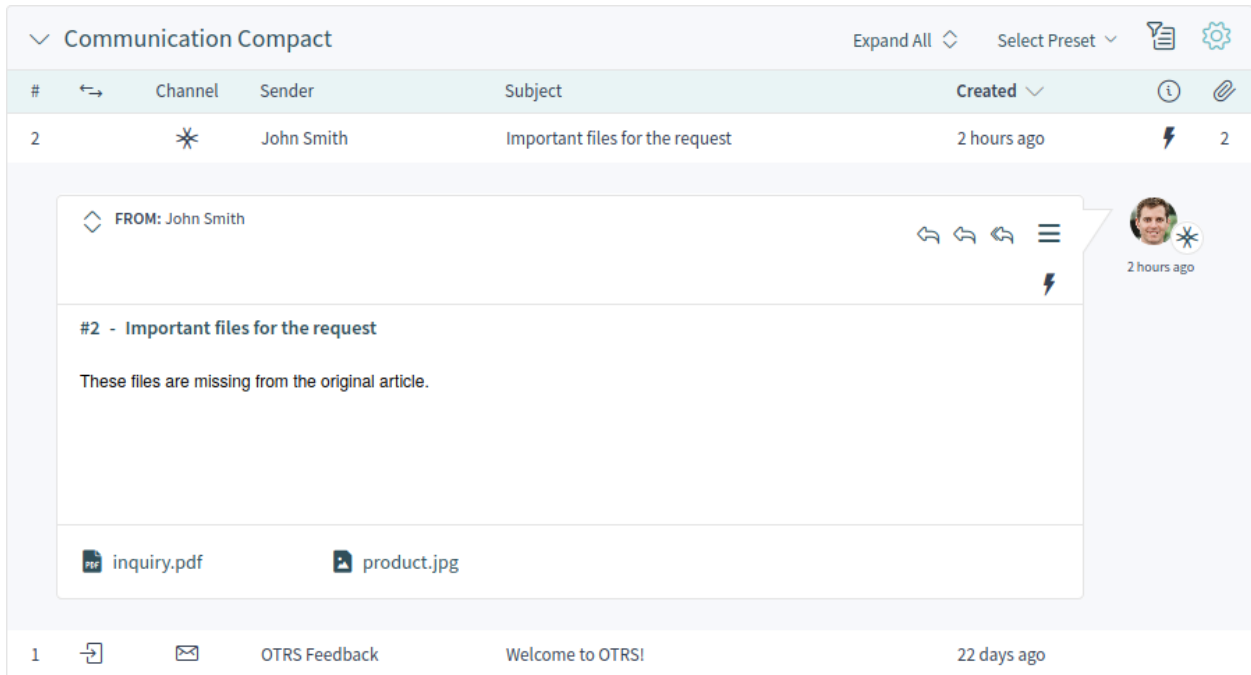 Communication Compact Expand All Select Preset
# Channel Sender Subject Created
2 John Smith Important files for the request 2 hours ago 2
FROM: John Smith
2 hours ago
#2 - Important files for the request
These files are missing from the original article.
PDF inquiry.pdf product.jpg
1 OTRS Feedback Welcome to OTRS! 22 days ago